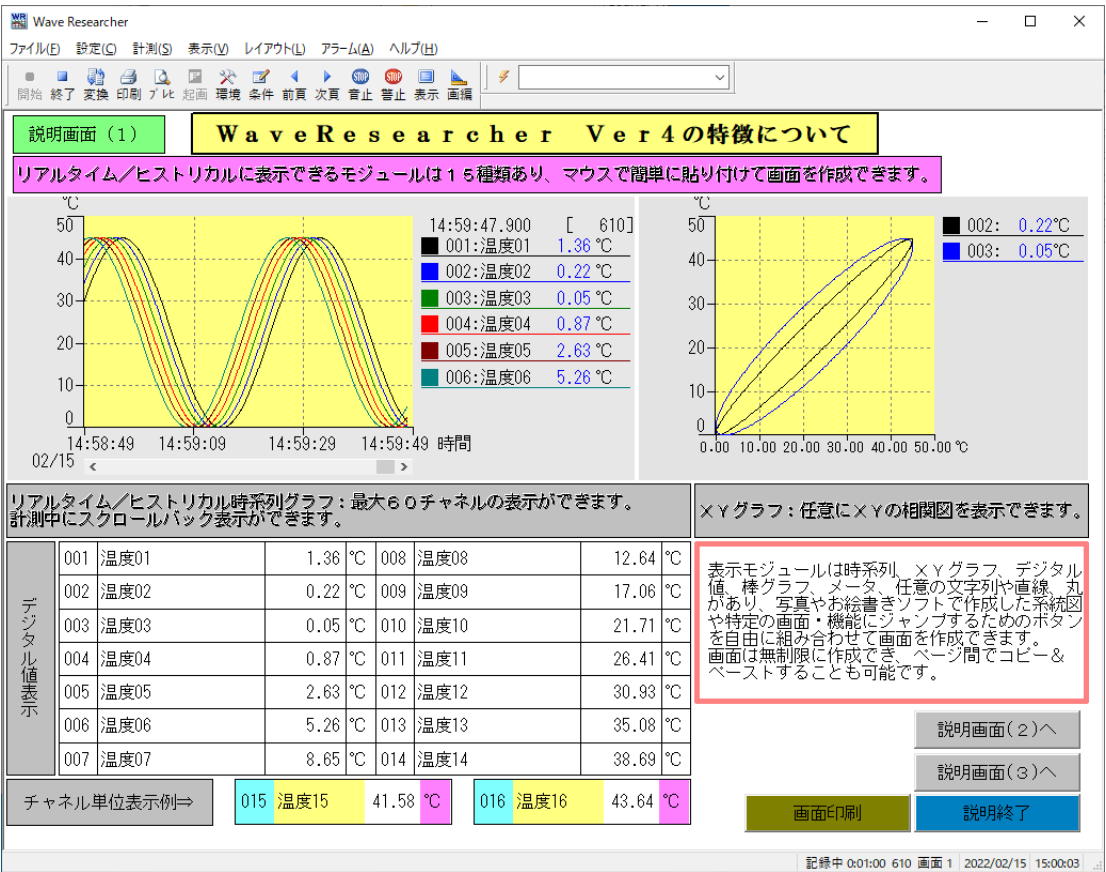 Wave Researcher
ファイル(F) 設定(C) 計測(S) 表示(V) レイアウト(L) アラーム(A) ヘルプ(H)
開始 終了 変換 印刷 プレビ 起画 環境 条件 前頁 次頁 音止 警止 表示 画編
説明画面（１）
ＷａｖｅＲｅｓｅａｒｃｈｅｒ　Ｖｅｒ４の特徴について
リアルタイム／ヒストリカルに表示できるモジュールは１５種類あり、マウスで簡単に貼り付けて画面を作成できます。
℃
50
40
30
20
10
0
14:58:49 14:59:09 14:59:29 14:59:49 時間
02/15
14:59:47.900 [ 610]
001:温度01 1.36 ℃
002:温度02 0.22 ℃
003:温度03 0.05 ℃
004:温度04 0.87 ℃
005:温度05 2.63 ℃
006:温度06 5.26 ℃
℃
50
40
30
20
10
0
0.00 10.00 20.00 30.00 40.00 50.00 ℃
002: 0.22℃
003: 0.05℃
リアルタイム／ヒストリカル時系列グラフ：最大６０チャネルの表示ができます。
計測中にスクロールバック表示ができます。
ＸＹグラフ：任意にＸＹの相関図を表示できます。
デジタル値表示
001 温度01 1.36 ℃ 008 温度08 12.64 ℃
002 温度02 0.22 ℃ 009 温度09 17.06 ℃
003 温度03 0.05 ℃ 010 温度10 21.71 ℃
004 温度04 0.87 ℃ 011 温度11 26.41 ℃
005 温度05 2.63 ℃ 012 温度12 30.93 ℃
006 温度06 5.26 ℃ 013 温度13 35.08 ℃
007 温度07 8.65 ℃ 014 温度14 38.69 ℃
表示モジュールは時系列、ＸＹグラフ、デジタル
値、棒グラフ、メータ、任意の文字列や直線、丸
があり、写真やお絵書きソフトで作成した系統図
や特定の画面・機能にジャンプするためのボタン
を自由に組み合わせて画面を作成できます。
画面は無制限に作成でき、ページ間でコピー＆
ペーストすることも可能です。
説明画面(２)へ
説明画面(３)へ
チャネル単位表示例⇒ 015 温度15 41.58 ℃ 016 温度16 43.64 ℃
画面印刷 説明終了
記録中 0:01:00 610 画面 1 2022/02/15 15:00:03